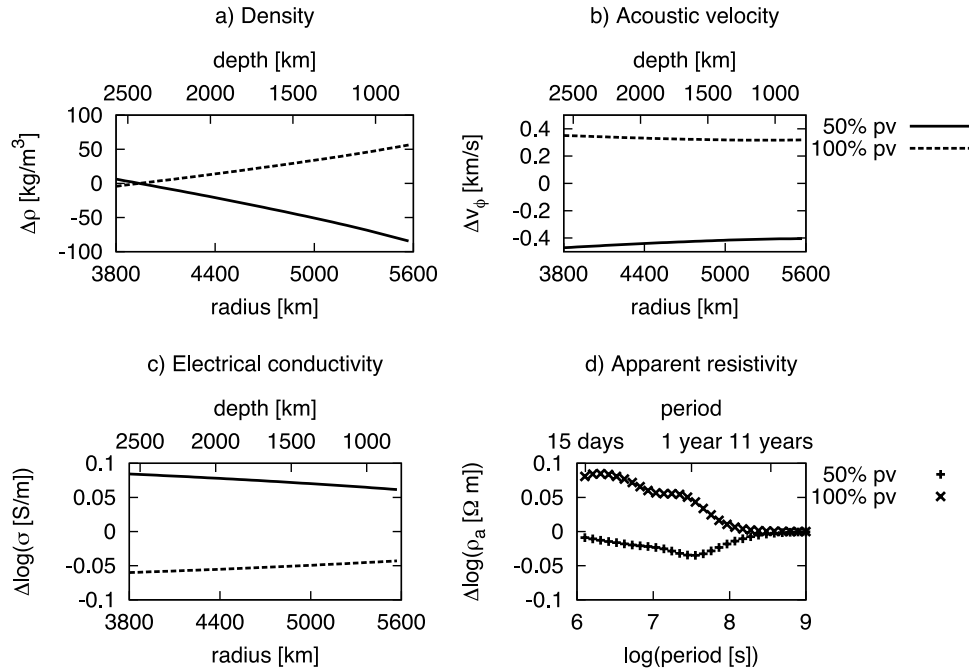 a) Density
depth [km]
2500 2000 1500 1000
100
50
0
-50
-100
Δρ [kg/m³]
3800 4400 5000 5600
radius [km]
b) Acoustic velocity
depth [km]
2500 2000 1500 1000
0.4
0.2
0
-0.2
-0.4
Δv_ϕ [km/s]
3800 4400 5000 5600
radius [km]
50% pv
100% pv
c) Electrical conductivity
depth [km]
2500 2000 1500 1000
0.1
0.05
0
-0.05
-0.1
Δlog(σ [S/m])
3800 4400 5000 5600
radius [km]
d) Apparent resistivity
period
15 days 1 year 11 years
0.1
0.05
0
-0.05
-0.1
Δlog(ρ_a [Ω m])
6 7 8 9
log(period [s])
50% pv
100% pv